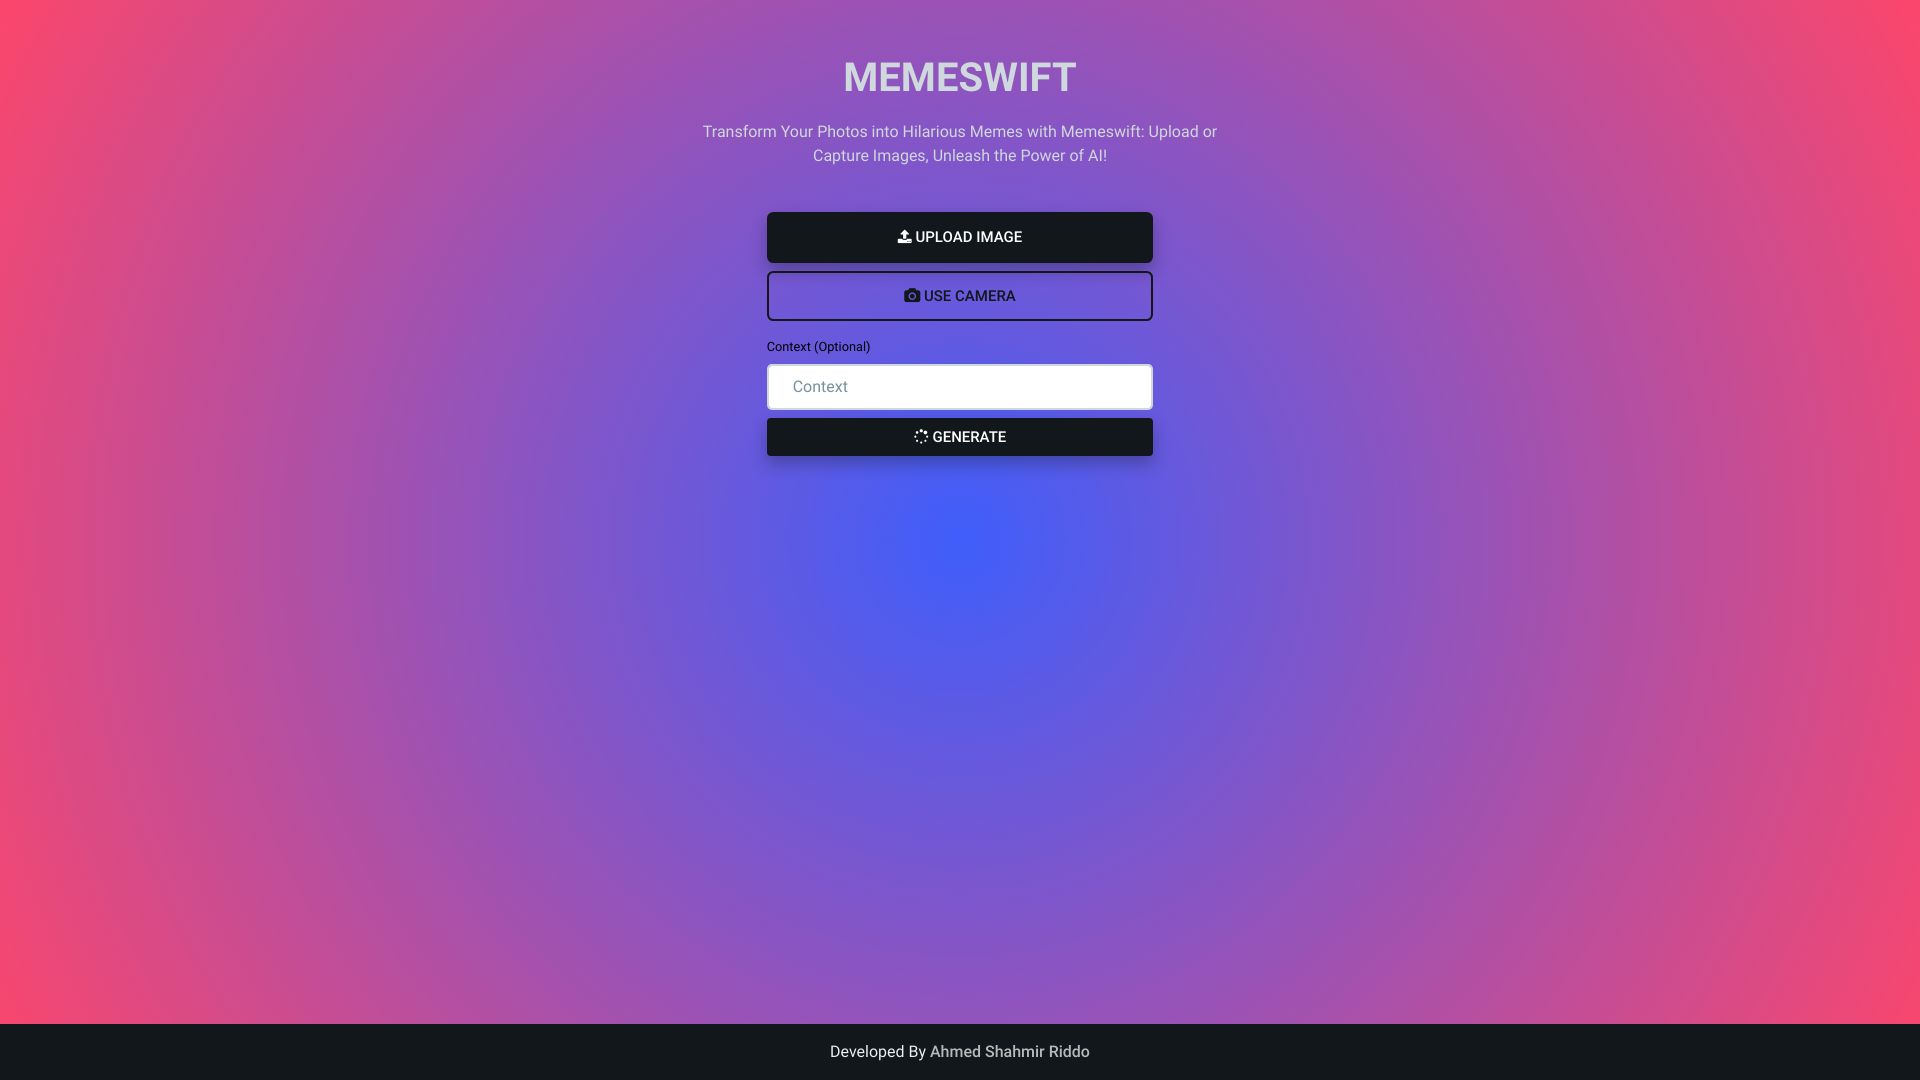 MEMESWIFT
Transform Your Photos into Hilarious Memes with Memeswift: Upload or
Capture Images, Unleash the Power of AI!
UPLOAD IMAGE
USE CAMERA
Context (Optional)
Context
GENERATE
Developed By Ahmed Shahmir Riddo